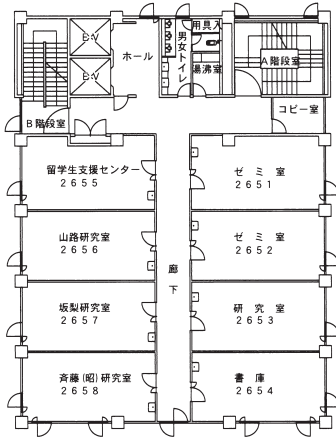 E.V
E.V
ホール
男女トイレ
用具入
湯沸室
A階段室
B階段室
コピー室
留学生支援センター
2655
ゼミ室
2651
山路研究室
2656
ゼミ室
2652
廊下
坂梨研究室
2657
研究室
2653
斉藤(昭)研究室
2658
書庫
2654